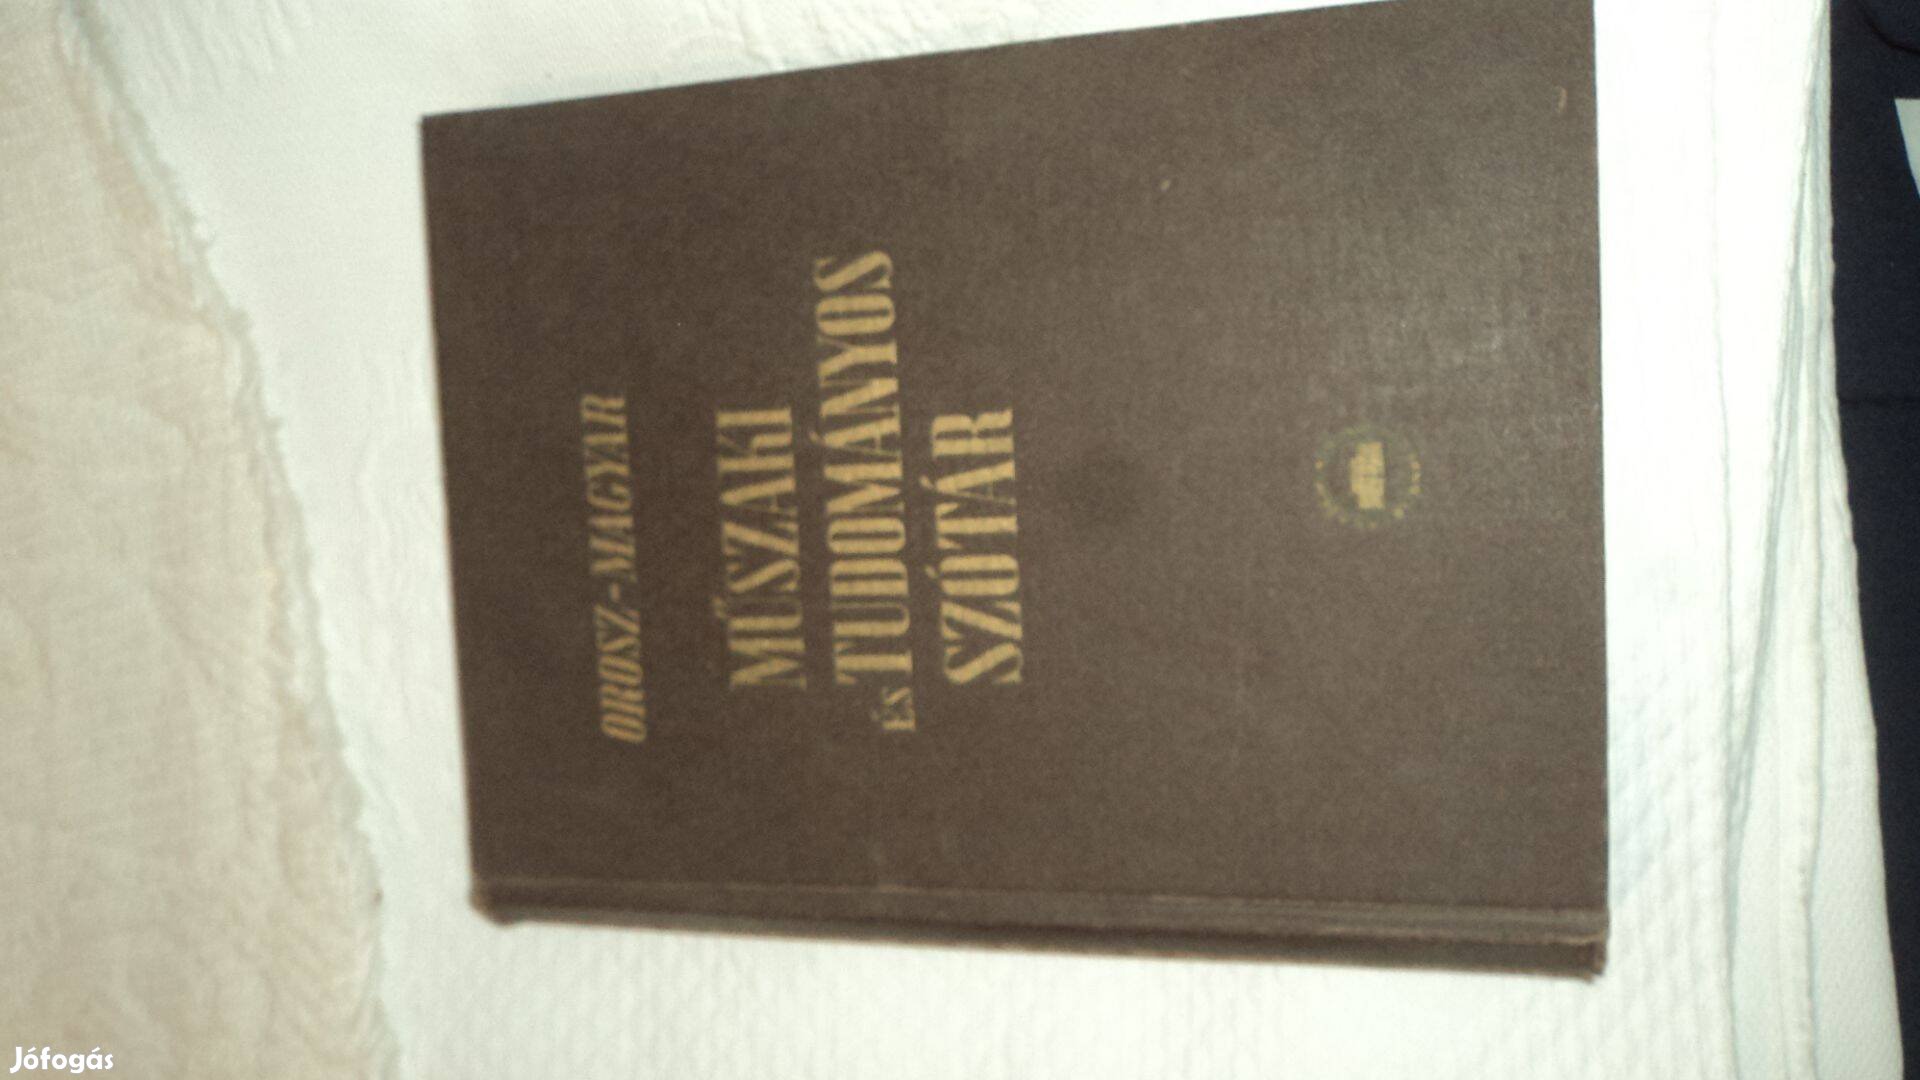 OROSZ-MAGYAR
MŰSZAKI
ÉS TUDOMÁNYOS
SZÓTÁR
Jófogás